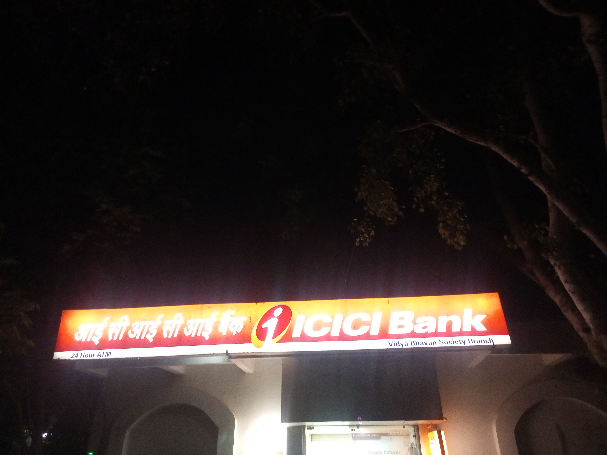 आई सी आई सी आई बैंक ICICI Bank
24 Hour ATM
Vidya Bhavan Society Branch